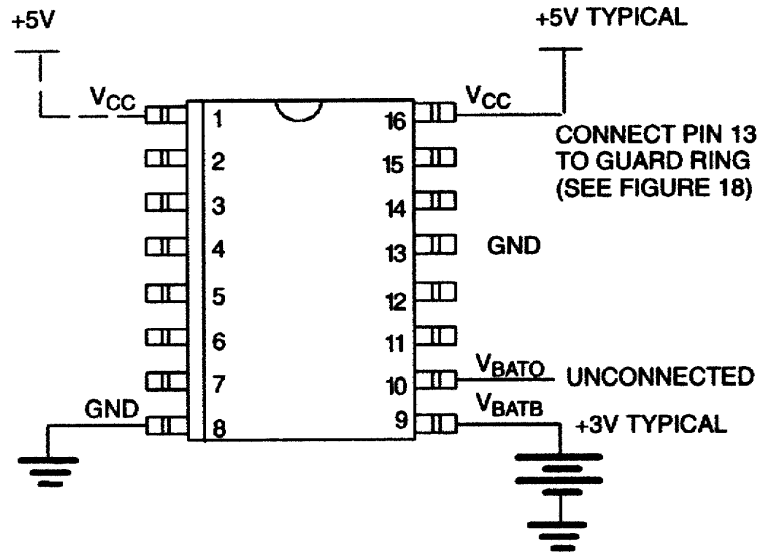 +5V
+5V TYPICAL
VCC
VCC
1
16
CONNECT PIN 13
TO GUARD RING
(SEE FIGURE 18)
2
15
3
14
4
13
GND
5
12
6
11
7
10
VBATO
UNCONNECTED
GND
8
9
VBATB
+3V TYPICAL